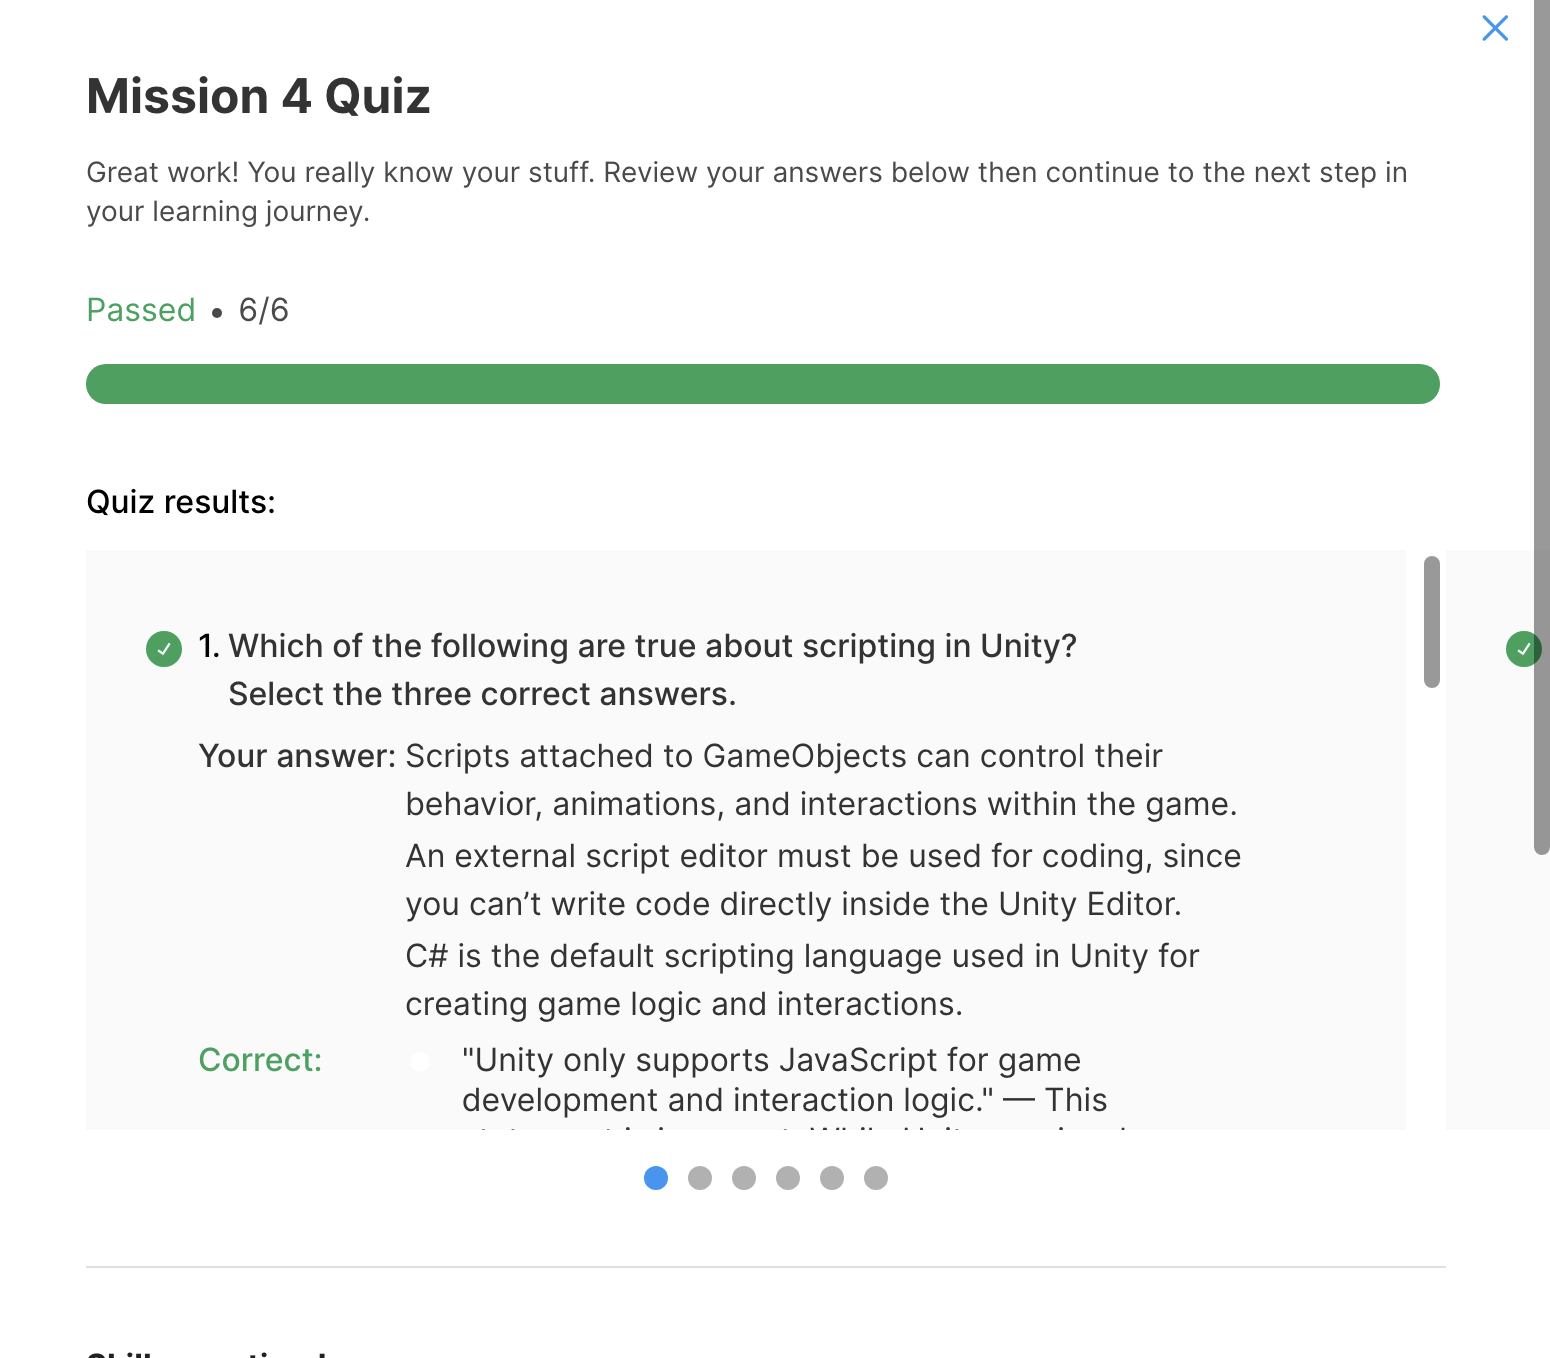 Mission 4 Quiz
Great work! You really know your stuff. Review your answers below then continue to the next step in
your learning journey.
Passed • 6/6
Quiz results:
1. Which of the following are true about scripting in Unity?
Select the three correct answers.
Your answer: Scripts attached to GameObjects can control their
behavior, animations, and interactions within the game.
An external script editor must be used for coding, since
you can’t write code directly inside the Unity Editor.
C# is the default scripting language used in Unity for
creating game logic and interactions.
Correct: "Unity only supports JavaScript for game
development and interaction logic." — This